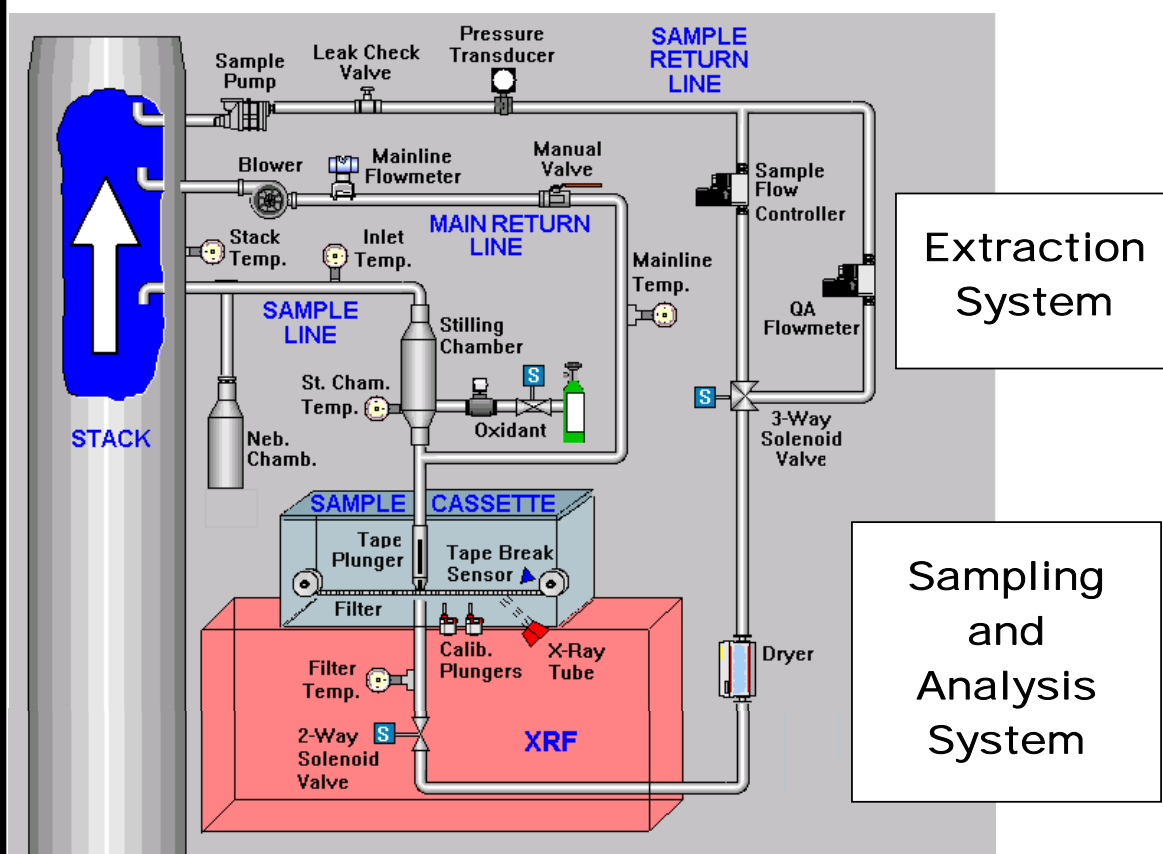 Pressure
Transducer
SAMPLE
RETURN
LINE
Leak Check
Valve
Sample
Pump
Blower
Mainline
Flowmeter
Manual
Valve
Sample
Flow
Controller
MAIN RETURN
LINE
Stack
Temp.
Inlet
Temp.
Mainline
Temp.
Extraction
System
SAMPLE
LINE
Stilling
Chamber
QA
Flowmeter
St. Cham.
Temp.
S
Oxidant
S
3-Way
Solenoid
Valve
STACK
Neb.
Chamb.
SAMPLE CASSETTE
Tape
Plunger
Tape Break
Sensor
Filter
Calib.
Plungers
X-Ray
Tube
Dryer
Sampling
and
Analysis
System
Filter
Temp.
2-Way
Solenoid
Valve
S
XRF